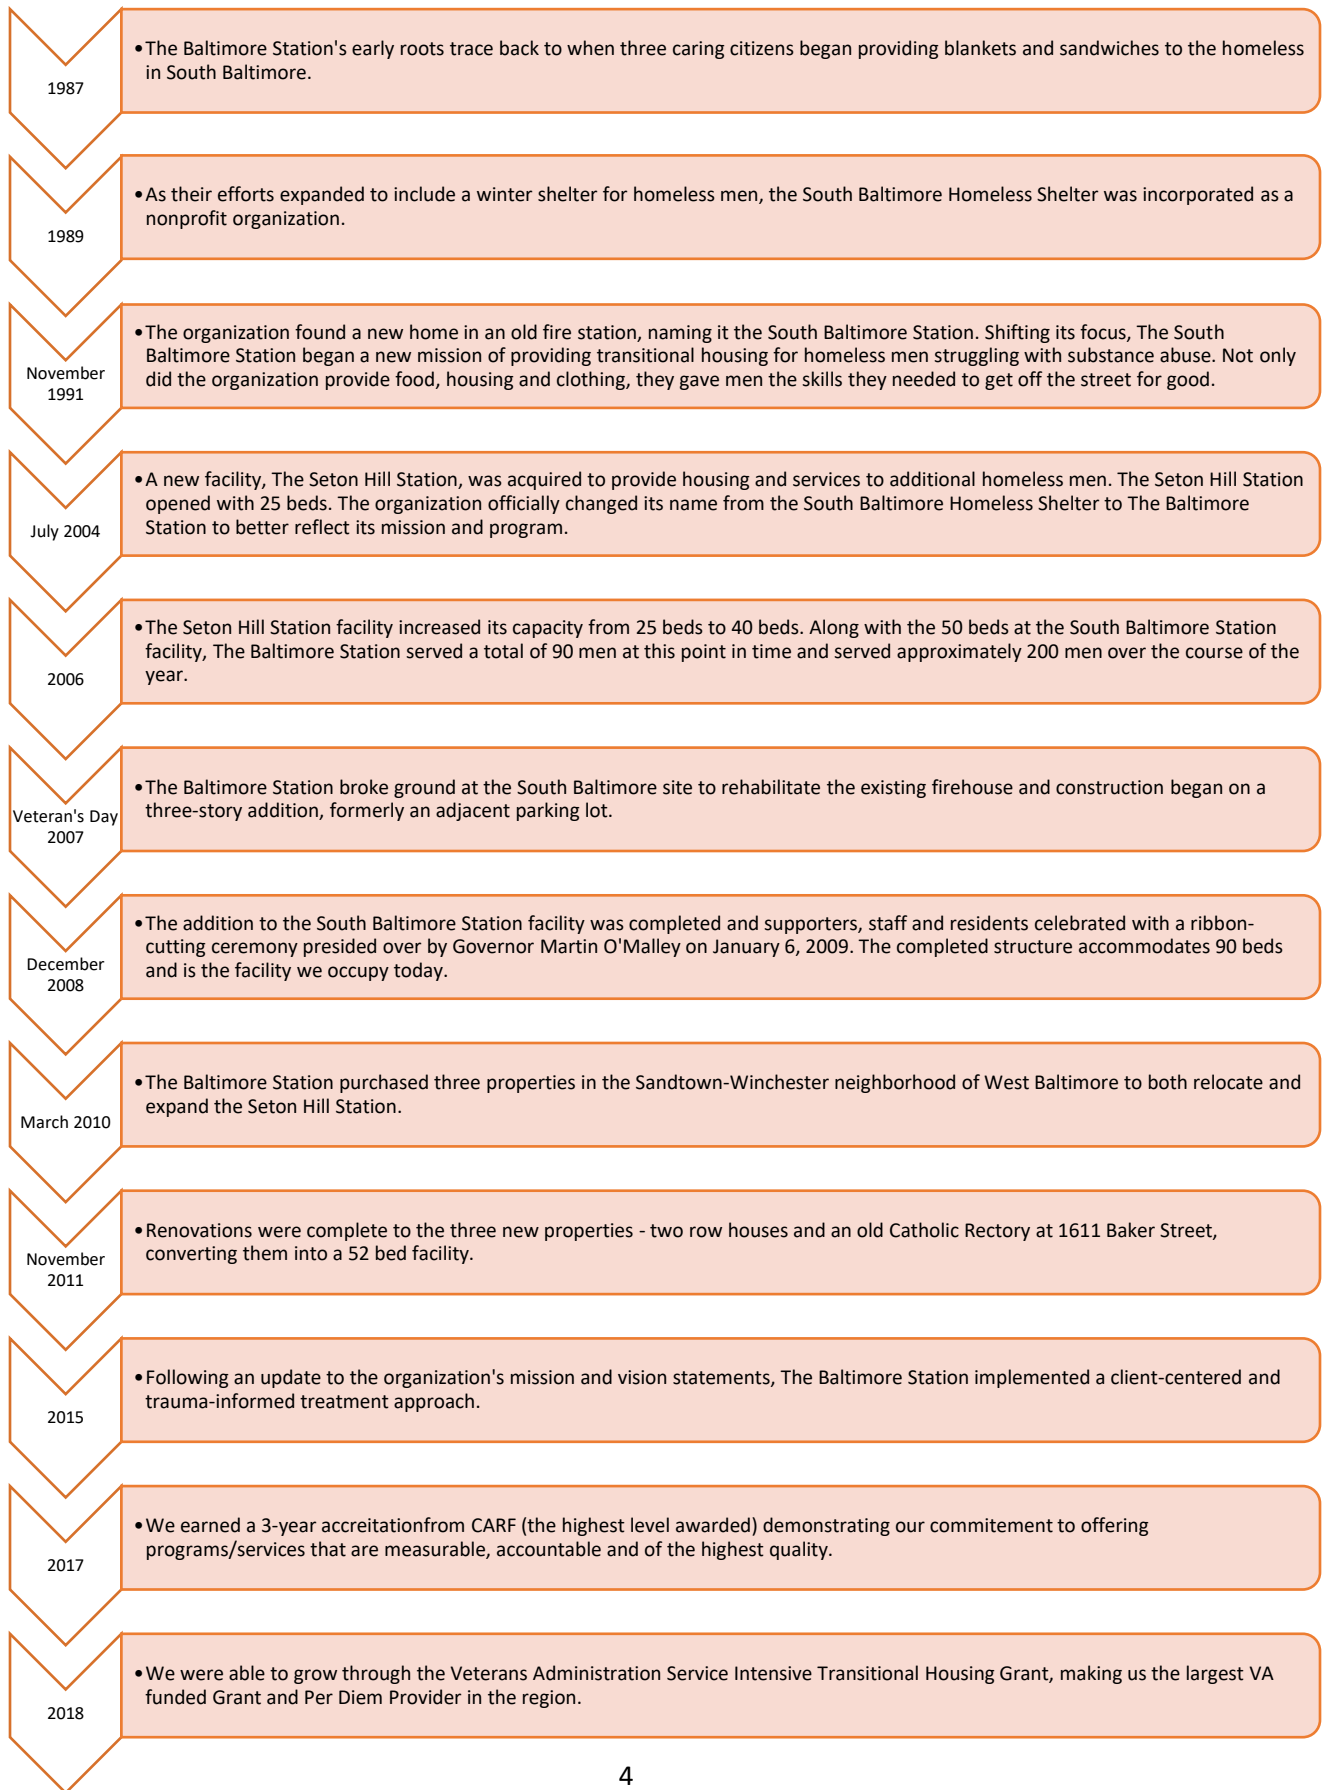 1987
•The Baltimore Station's early roots trace back to when three caring citizens began providing blankets and sandwiches to the homeless
in South Baltimore.
1989
•As their efforts expanded to include a winter shelter for homeless men, the South Baltimore Homeless Shelter was incorporated as a
nonprofit organization.
November
1991
•The organization found a new home in an old fire station, naming it the South Baltimore Station. Shifting its focus, The South
Baltimore Station began a new mission of providing transitional housing for homeless men struggling with substance abuse. Not only
did the organization provide food, housing and clothing, they gave men the skills they needed to get off the street for good.
July 2004
•A new facility, The Seton Hill Station, was acquired to provide housing and services to additional homeless men. The Seton Hill Station
opened with 25 beds. The organization officially changed its name from the South Baltimore Homeless Shelter to The Baltimore
Station to better reflect its mission and program.
2006
•The Seton Hill Station facility increased its capacity from 25 beds to 40 beds. Along with the 50 beds at the South Baltimore Station
facility, The Baltimore Station served a total of 90 men at this point in time and served approximately 200 men over the course of the
year.
Veteran's Day
2007
•The Baltimore Station broke ground at the South Baltimore site to rehabilitate the existing firehouse and construction began on a
three-story addition, formerly an adjacent parking lot.
December
2008
•The addition to the South Baltimore Station facility was completed and supporters, staff and residents celebrated with a ribbon-
cutting ceremony presided over by Governor Martin O'Malley on January 6, 2009. The completed structure accommodates 90 beds
and is the facility we occupy today.
March 2010
•The Baltimore Station purchased three properties in the Sandtown-Winchester neighborhood of West Baltimore to both relocate and
expand the Seton Hill Station.
November
2011
•Renovations were complete to the three new properties - two row houses and an old Catholic Rectory at 1611 Baker Street,
converting them into a 52 bed facility.
2015
•Following an update to the organization's mission and vision statements, The Baltimore Station implemented a client-centered and
trauma-informed treatment approach.
2017
•We earned a 3-year accreitationfrom CARF (the highest level awarded) demonstrating our commitement to offering
programs/services that are measurable, accountable and of the highest quality.
2018
•We were able to grow through the Veterans Administration Service Intensive Transitional Housing Grant, making us the largest VA
funded Grant and Per Diem Provider in the region.
4